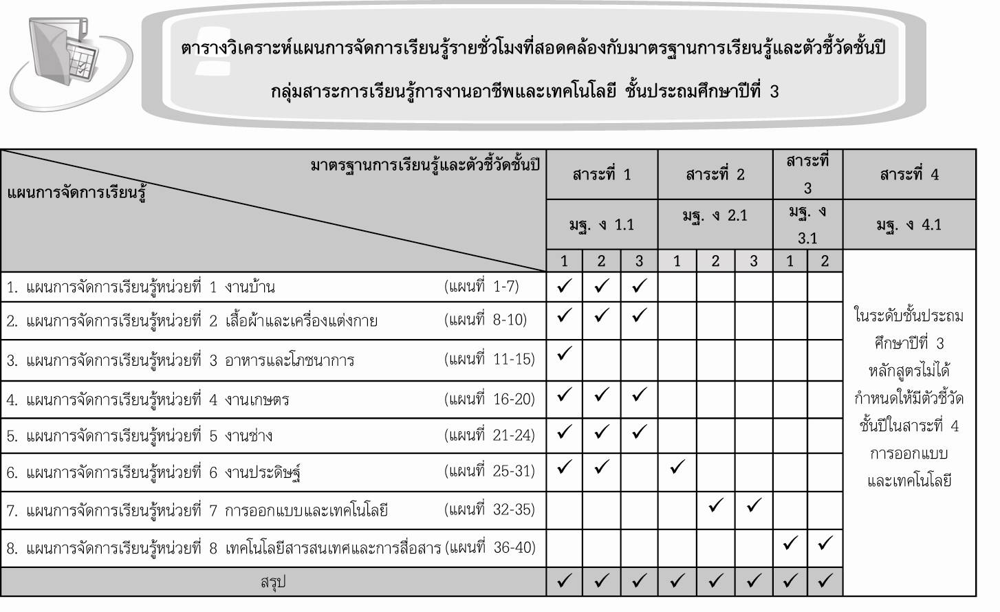 ตารางวิเคราะห์แผนการจัดการเรียนรู้รายชั่วโมงที่สอดคล้องกับมาตรฐานการเรียนรู้และตัวชี้วัดชั้นปี
กลุ่มสาระการเรียนรู้การงานอาชีพและเทคโนโลยี ชั้นประถมศึกษาปีที่ 3
มาตรฐานการเรียนรู้และตัวชี้วัดชั้นปี
แผนการจัดการเรียนรู้
สาระที่ 1
สาระที่ 2
สาระที่
3
สาระที่ 4
มฐ. ง 1.1
มฐ. ง 2.1
มฐ. ง
3.1
มฐ. ง 4.1
1 2 3 1 2 3 1 2
1. แผนการจัดการเรียนรู้หน่วยที่ 1 งานบ้าน (แผนที่ 1-7) ✓ ✓ ✓
2. แผนการจัดการเรียนรู้หน่วยที่ 2 เสื้อผ้าและเครื่องแต่งกาย (แผนที่ 8-10) ✓ ✓ ✓
3. แผนการจัดการเรียนรู้หน่วยที่ 3 อาหารและโภชนาการ (แผนที่ 11-15) ✓
4. แผนการจัดการเรียนรู้หน่วยที่ 4 งานเกษตร (แผนที่ 16-20) ✓ ✓ ✓
5. แผนการจัดการเรียนรู้หน่วยที่ 5 งานช่าง (แผนที่ 21-24) ✓ ✓ ✓
6. แผนการจัดการเรียนรู้หน่วยที่ 6 งานประดิษฐ์ (แผนที่ 25-31) ✓ ✓ ✓
7. แผนการจัดการเรียนรู้หน่วยที่ 7 การออกแบบและเทคโนโลยี (แผนที่ 32-35) ✓ ✓
8. แผนการจัดการเรียนรู้หน่วยที่ 8 เทคโนโลยีสารสนเทศและการสื่อสาร (แผนที่ 36-40) ✓ ✓
สรุป ✓ ✓ ✓ ✓ ✓ ✓ ✓ ✓
ในระดับชั้นประถม
ศึกษาปีที่ 3
หลักสูตรไม่ได้
กำหนดให้มีตัวชี้วัด
ชั้นปีในสาระที่ 4
การออกแบบ
และเทคโนโลยี